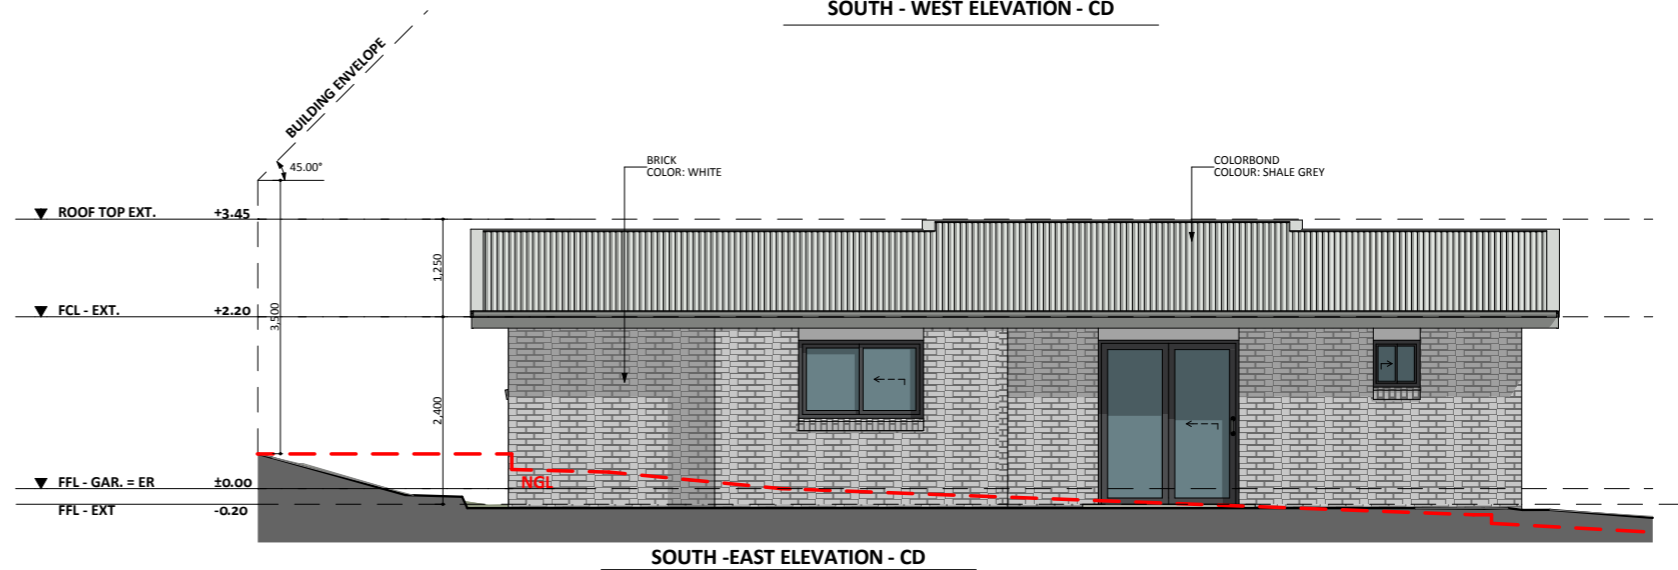 SOUTH - WEST ELEVATION - CD
BUILDING ENVELOPE
45.00°
BRICK
COLOR: WHITE
COLORBOND
COLOUR: SHALE GREY
ROOF TOP EXT. +3.45
1,250
FCL - EXT. +2.20
3,500
2,400
NGL
FFL - GAR. = ER ±0.00
FFL - EXT -0.20
SOUTH -EAST ELEVATION - CD